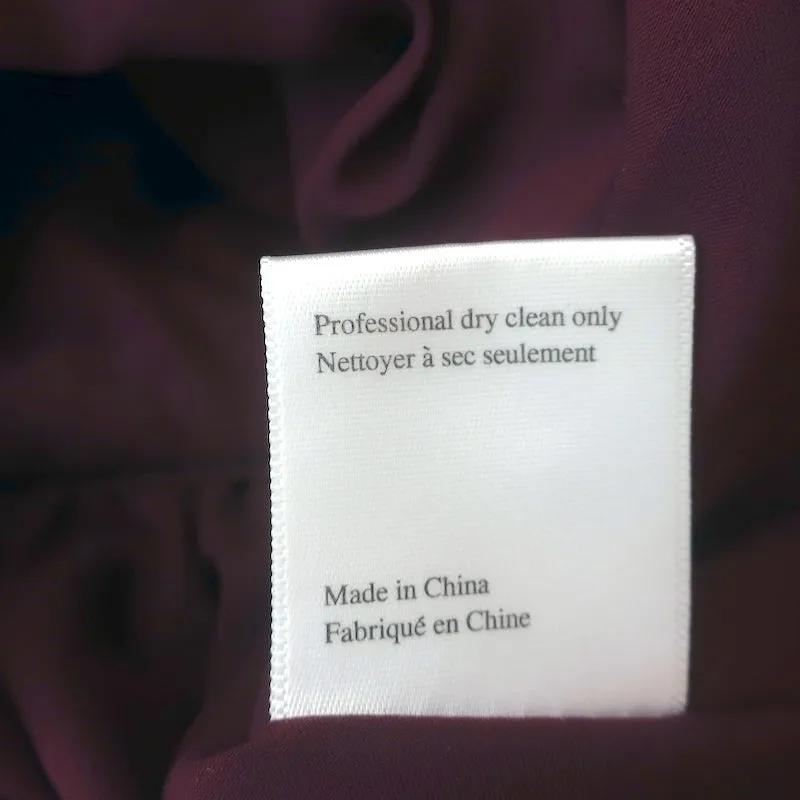 Professional dry clean only
Nettoyer à sec seulement
Made in China
Fabriqué en Chine